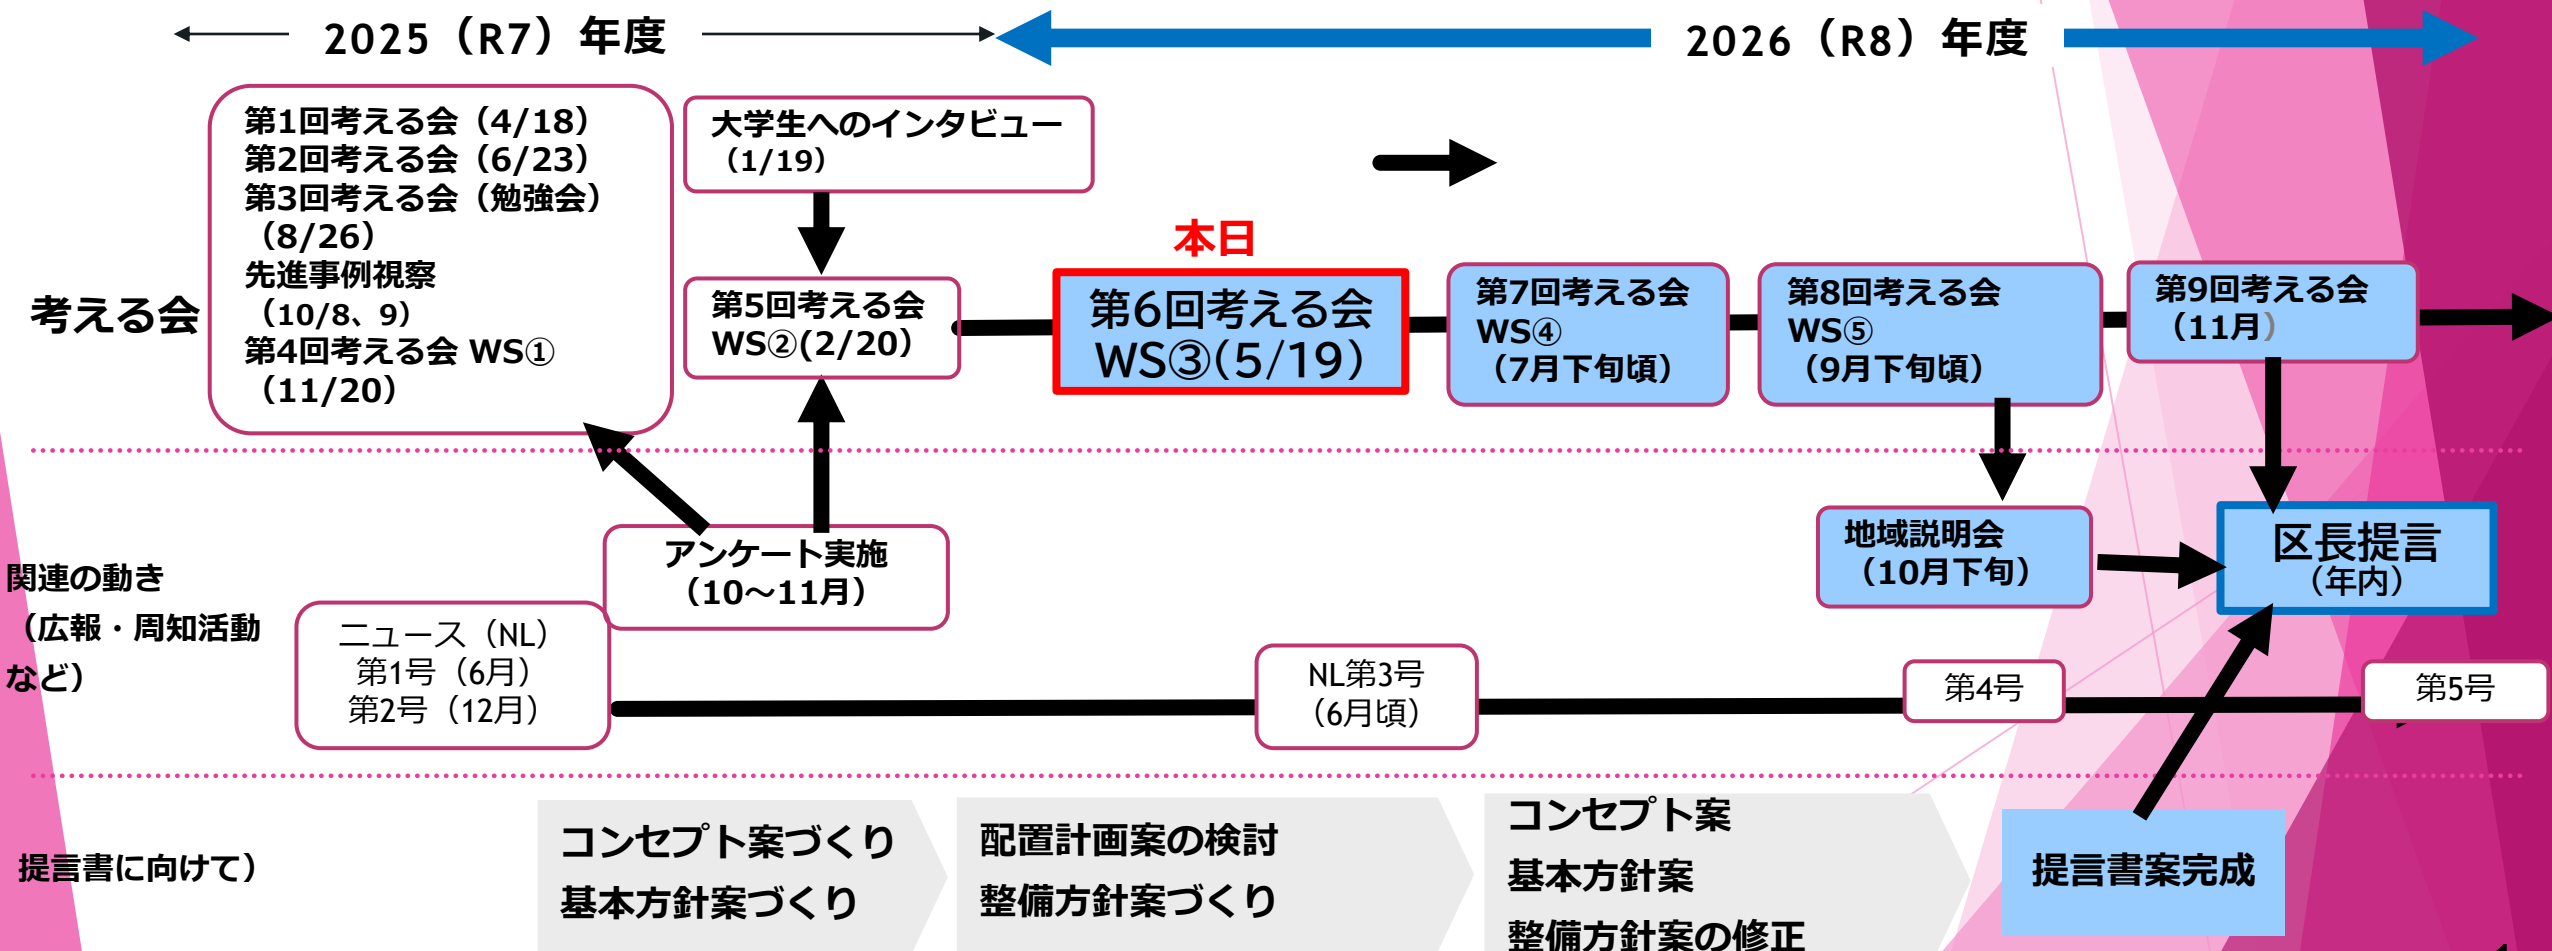 2025（R7）年度
2026（R8）年度
第1回考える会（4/18）
第2回考える会（6/23）
第3回考える会（勉強会）
（8/26）
先進事例視察
（10/8、9）
第4回考える会 WS①
（11/20）
大学生へのインタビュー
（1/19）
本日
考える会
第5回考える会
WS②(2/20）
第6回考える会
WS③(5/19）
第7回考える会
WS④
（7月下旬頃）
第8回考える会
WS⑤
（9月下旬頃）
第9回考える会
（11月）
関連の動き
（広報・周知活動
など）
アンケート実施
（10～11月）
地域説明会
（10月下旬）
区長提言
（年内）
ニュース（NL）
第1号（6月）
第2号（12月）
NL第3号
（6月頃）
第4号
第5号
提言書に向けて）
コンセプト案づくり
基本方針案づくり
配置計画案の検討
整備方針案づくり
コンセプト案
基本方針案
整備方針案の修正
提言書案完成